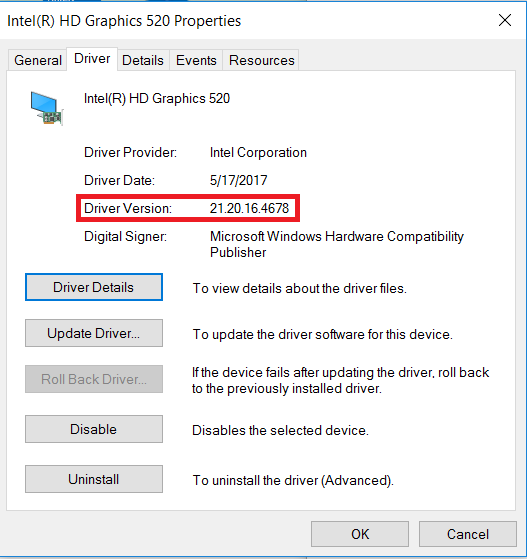 Intel(R) HD Graphics 520 Properties
General Driver Details Events Resources
Intel(R) HD Graphics 520
Driver Provider: Intel Corporation
Driver Date: 5/17/2017
Driver Version: 21.20.16.4678
Digital Signer: Microsoft Windows Hardware Compatibility
Publisher
Driver Details To view details about the driver files.
Update Driver... To update the driver software for this device.
Roll Back Driver... If the device fails after updating the driver, roll back
to the previously installed driver.
Disable Disables the selected device.
Uninstall To uninstall the driver (Advanced).
OK Cancel